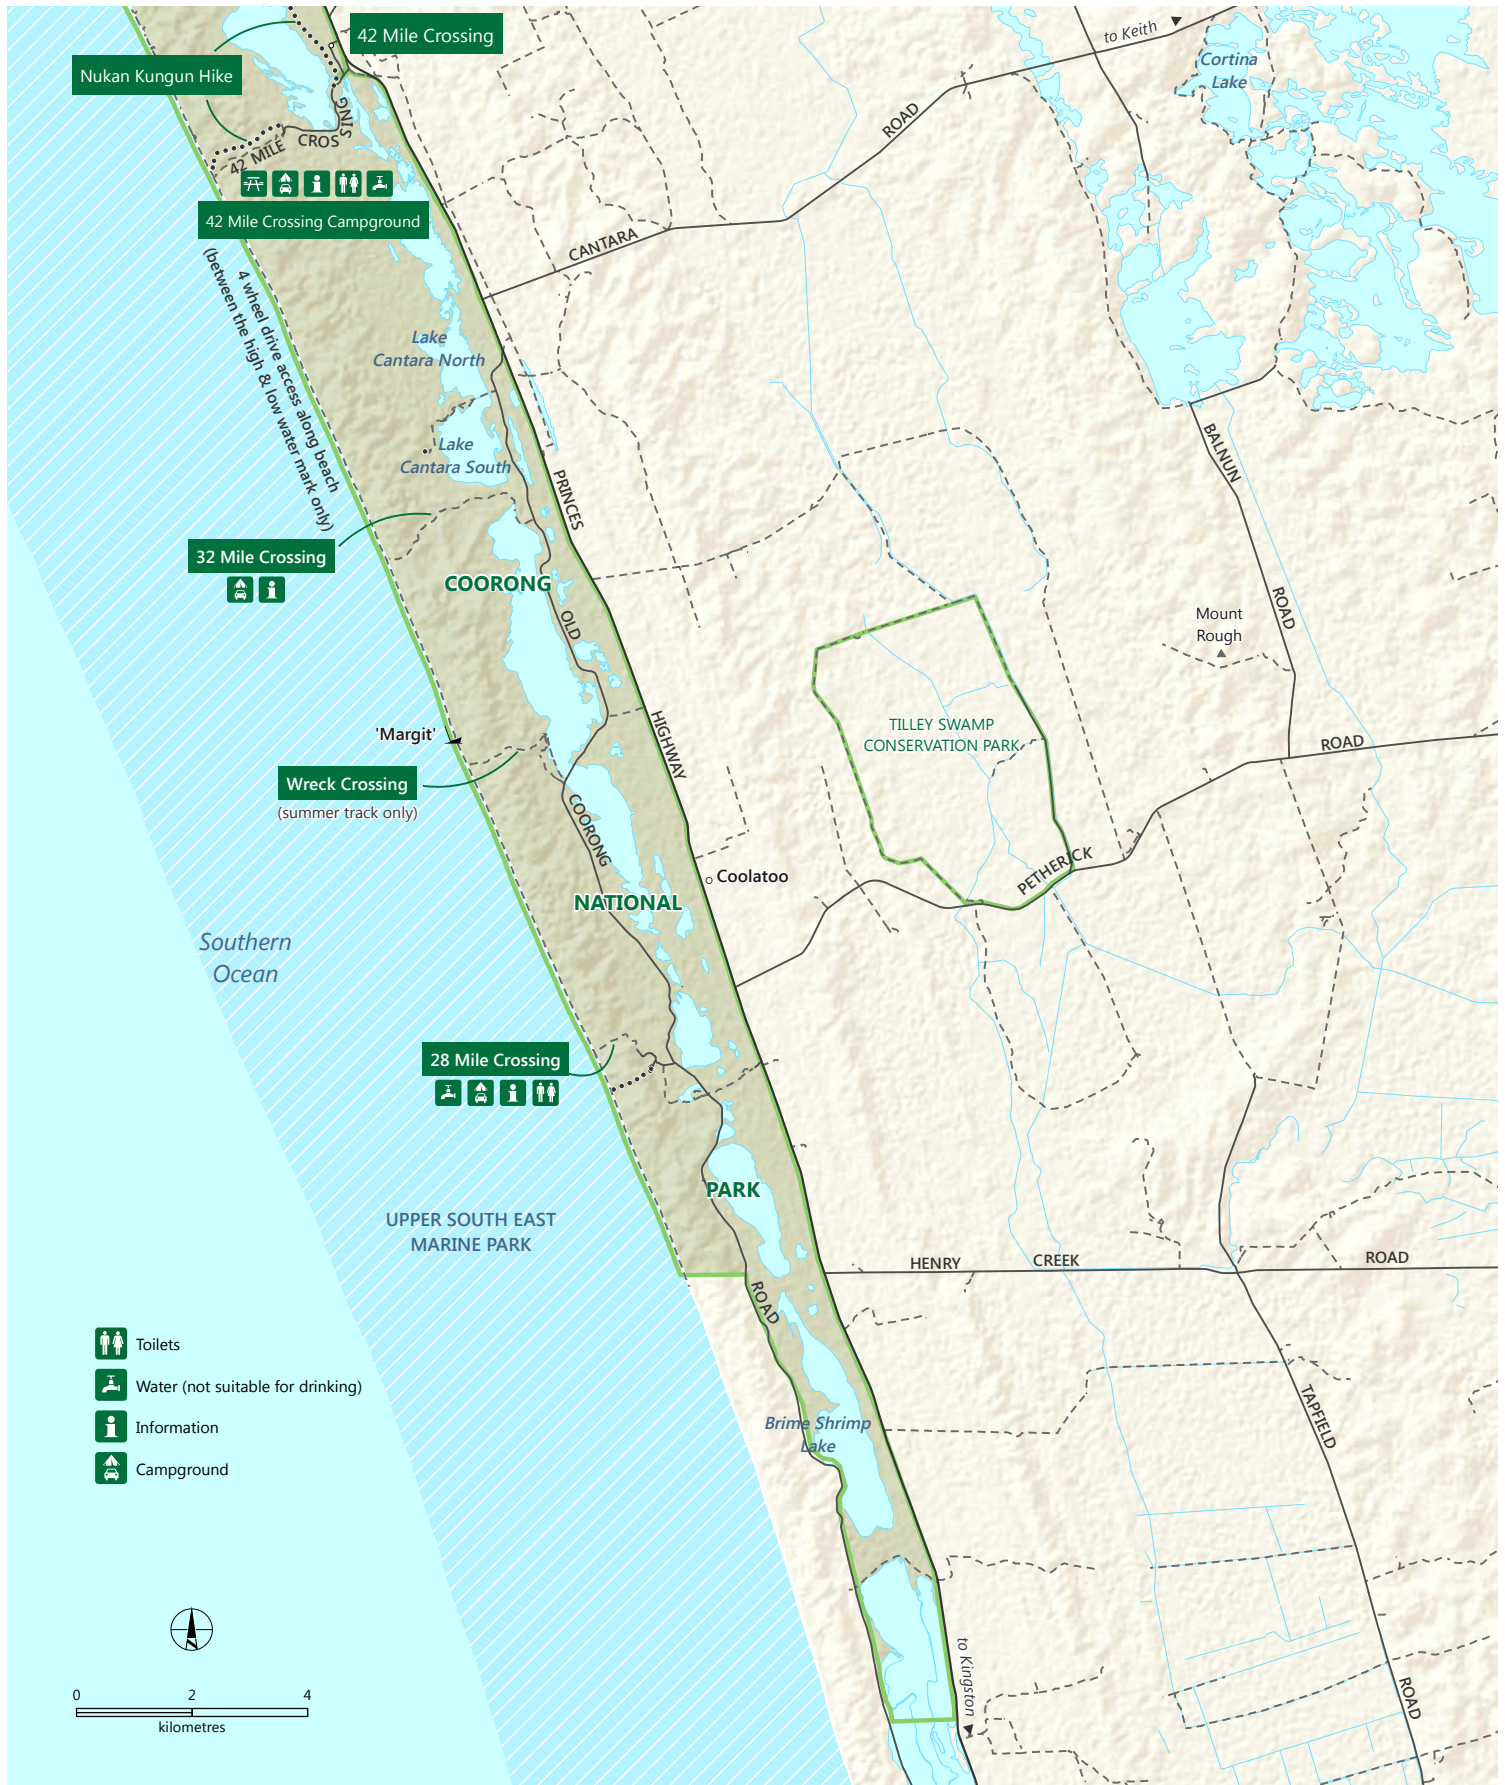 42 Mile Crossing
to Keith
Cortina
Lake
Nukan Kungun Hike
42 MILE
CROS
SING
ROAD
42 Mile Crossing Campground
CANTARA
4 wheel drive access along beach
(between the high & low water mark only)
Lake
Cantara North
Lake
Cantara South
BALNUN
PRINCES
32 Mile Crossing
COORONG
OLD
ROAD
Mount
Rough
'Margit'
HIGHWAY
TILLEY SWAMP
CONSERVATION PARK
ROAD
Wreck Crossing
(summer track only)
COORONG
PETHERICK
Coolatoo
NATIONAL
Southern
Ocean
28 Mile Crossing
PARK
UPPER SOUTH EAST
MARINE PARK
HENRY
CREEK
ROAD
ROAD
Toilets
Water (not suitable for drinking)
Information
Campground
Brime Shrimp
Lake
TAPFIELD
to Kingston
ROAD
0 2 4
kilometres